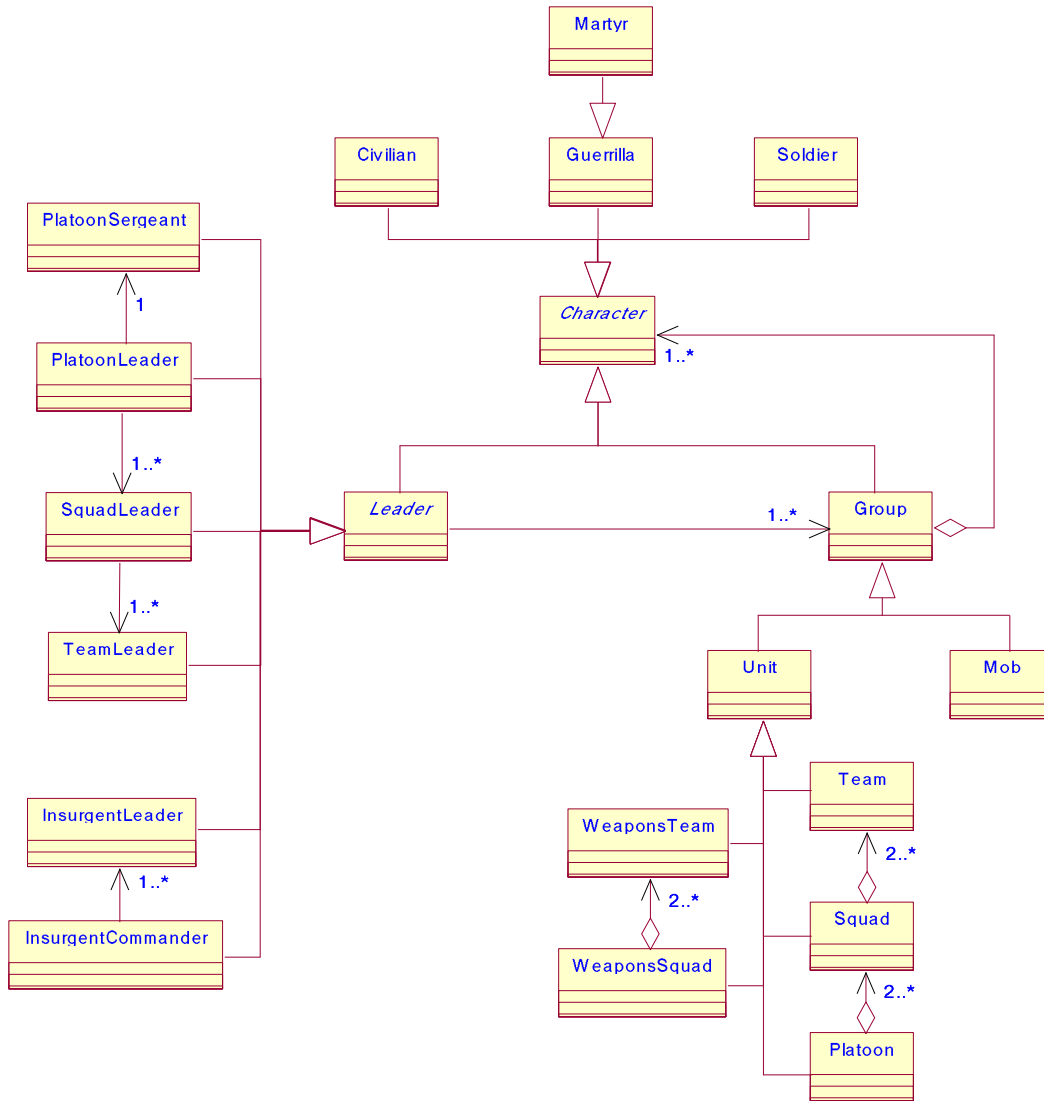 Martyr
Civilian
Guerrilla
Soldier
PlatoonSergeant
1
Character
1..*
PlatoonLeader
1..*
SquadLeader
Leader
1..*
Group
1..*
TeamLeader
Unit
Mob
Team
InsurgentLeader
WeaponsTeam
2..*
1..*
2..*
Squad
InsurgentCommander
WeaponsSquad
2..*
Platoon